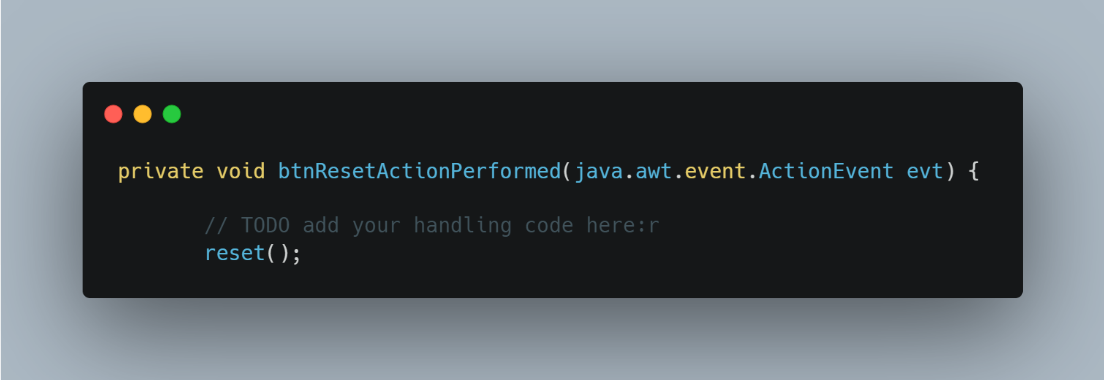 private void btnResetActionPerformed(java.awt.event.ActionEvent evt) {
// TODO add your handling code here:r
reset();